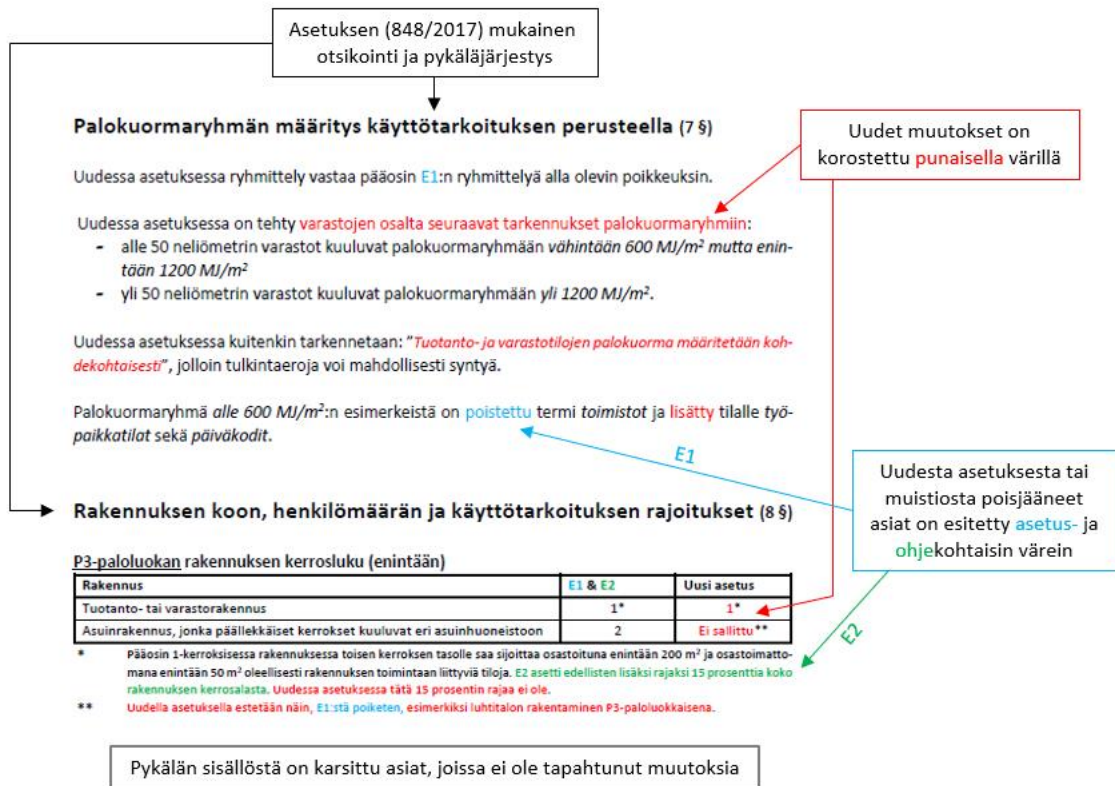 Asetuksen (848/2017) mukainen
otsikointi ja pykäläjärjestys
Palokuormaryhmän määritys käyttötarkoituksen perusteella (7 §)
Uudet muutokset on
korostettu punaisella värillä
Uudessa asetuksessa ryhmittely vastaa pääosin E1:n ryhmittelyä alla olevin poikkeuksin.
Uudessa asetuksessa on tehty varastojen osalta seuraavat tarkennukset palokuormaryhmiin:
- alle 50 neliömetrin varastot kuuluvat palokuormaryhmään vähintään 600 MJ/m² mutta enin-
tään 1200 MJ/m²
- yli 50 neliömetrin varastot kuuluvat palokuormaryhmään yli 1200 MJ/m².
Uudessa asetuksessa kuitenkin tarkennetaan: "Tuotanto- ja varastotilojen palokuorma määritetään koh-
dekohtaisesti", jolloin tulkintaeroja voi mahdollisesti syntyä.
Palokuormaryhmä alle 600 MJ/m²:n esimerkeistä on poistettu termi toimistot ja lisätty tilalle työ-
paikkatilat sekä päiväkodit.
E1
Uudesta asetuksesta tai
muistiosta poisjääneet
asiat on esitetty asetus- ja
ohjekohtaisin värein
E2
Rakennuksen koon, henkilömäärän ja käyttötarkoituksen rajoitukset (8 §)
P3-paloluokan rakennuksen kerrosluku (enintään)
Rakennus E1 & E2 Uusi asetus
Tuotanto- tai varastorakennus 1* 1*
Asuinrakennus, jonka päällekkäiset kerrokset kuuluvat eri asuinhuoneistoon 2 Ei sallittu**
* Pääosin 1-kerroksisessa rakennuksessa toisen kerroksen tasolle saa sijoittaa osastoituna enintään 200 m² ja osastoimatto-
mana enintään 50 m² oleellisesti rakennuksen toimintaan liittyviä tiloja. E2 asetti edellisten lisäksi rajaksi 15 prosenttia koko
rakennuksen kerrosalasta. Uudessa asetuksessa tätä 15 prosentin rajaa ei ole.
** Uudella asetuksella estetään näin, E1:stä poiketen, esimerkiksi luhtitalon rakentaminen P3-paloluokkaisena.
Pykälän sisällöstä on karsittu asiat, joissa ei ole tapahtunut muutoksia